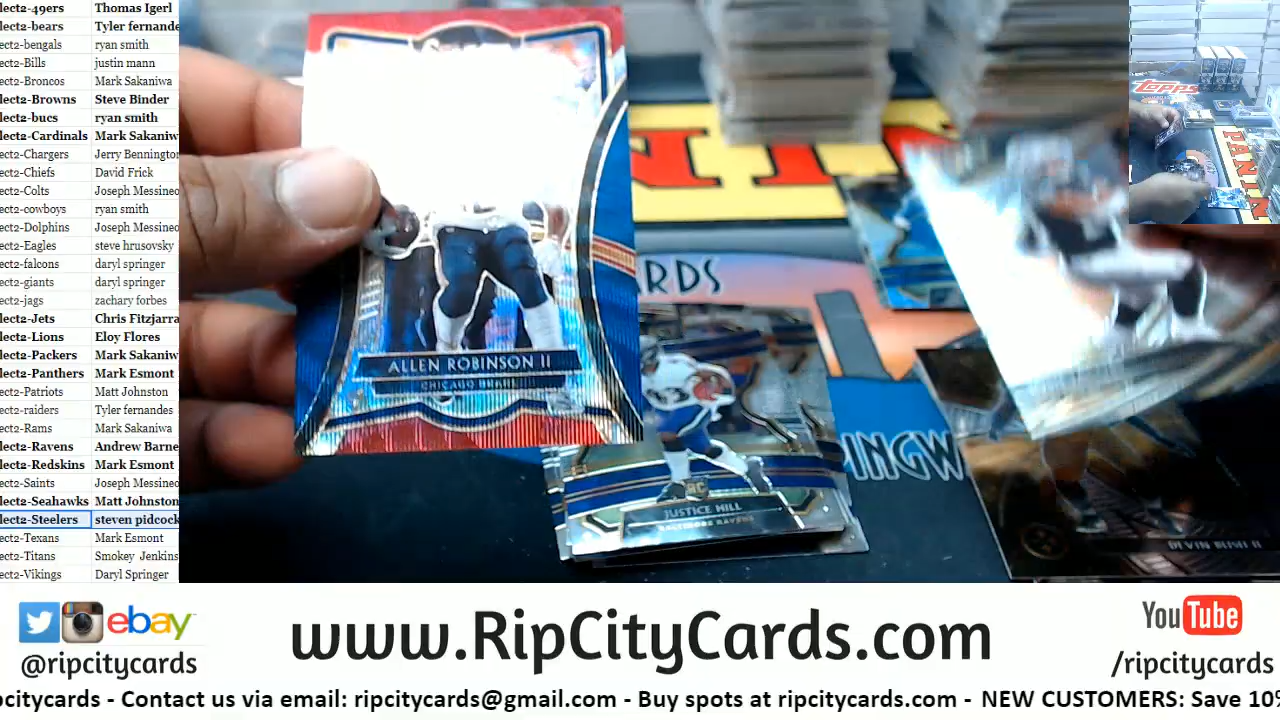 lect2-49ers Thomas Igerl
lect2-bears Tyler fernande
ect2-bengals ryan smith
ect2-Bills justin mann
ect2-Broncos Mark Sakaniwa
lect2-Browns Steve Binder
lect2-bucs ryan smith
lect2-Cardinals Mark Sakaniw
ect2-Chargers Jerry Bennington
ect2-Chiefs David Frick
ect2-Colts Joseph Messineo
ect2-cowboys ryan smith
ect2-Dolphins Joseph Messineo
ect2-Eagles steve hrusovsky
ect2-falcons daryl springer
ect2-giants daryl springer
ect2-jags zachary forbes
lect2-Jets Chris Fitzjarra
lect2-Lions Eloy Flores
lect2-Packers Mark Sakaniw
lect2-Panthers Mark Esmont
ect2-Patriots Matt Johnston
ect2-raiders Tyler fernandes
ect2-Rams Mark Sakaniwa
lect2-Ravens Andrew Barne
lect2-Redskins Mark Esmont
ect2-Saints Joseph Messineo
lect2-Seahawks Matt Johnston
lect2-Steelers steven pidcock
ect2-Texans Mark Esmont
ect2-Titans Smokey Jenkins
ect2-Vikings Daryl Springer
ALLEN ROBINSON II
CHICAGO BEARS
NINI
ARDS
INGW
JUSTICE HILL
BALTIMORE RAVENS
RC
DEVIN BUSH II
Topps
PANINI
ebay
@ripcitycards
www.RipCityCards.com
YouTube
/ripcitycards
pcitycards - Contact us via email: ripcitycards@gmail.com - Buy spots at ripcitycards.com - NEW CUSTOMERS: Save 10%